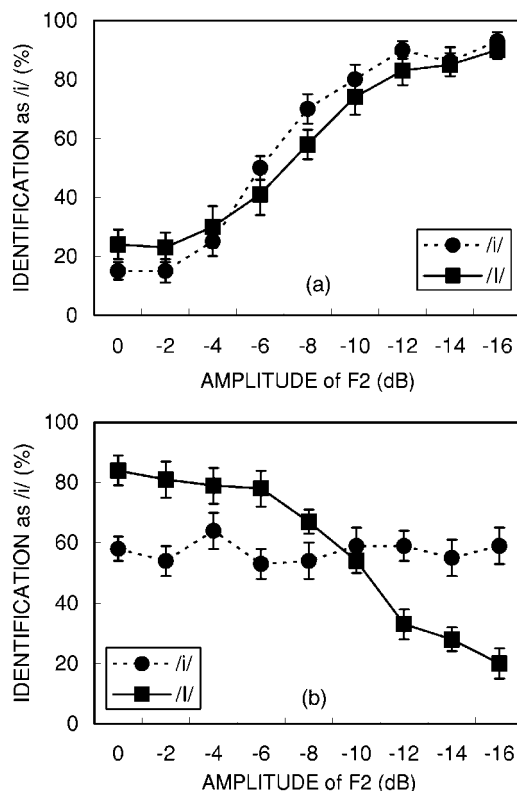 IDENTIFICATION as /i/ (%)
100
80
60
40
20
0
/i/
/I/
(a)
0 -2 -4 -6 -8 -10 -12 -14 -16
AMPLITUDE of F2 (dB)
IDENTIFICATION as /i/ (%)
100
80
60
40
20
0
/i/
/I/
(b)
0 -2 -4 -6 -8 -10 -12 -14 -16
AMPLITUDE of F2 (dB)